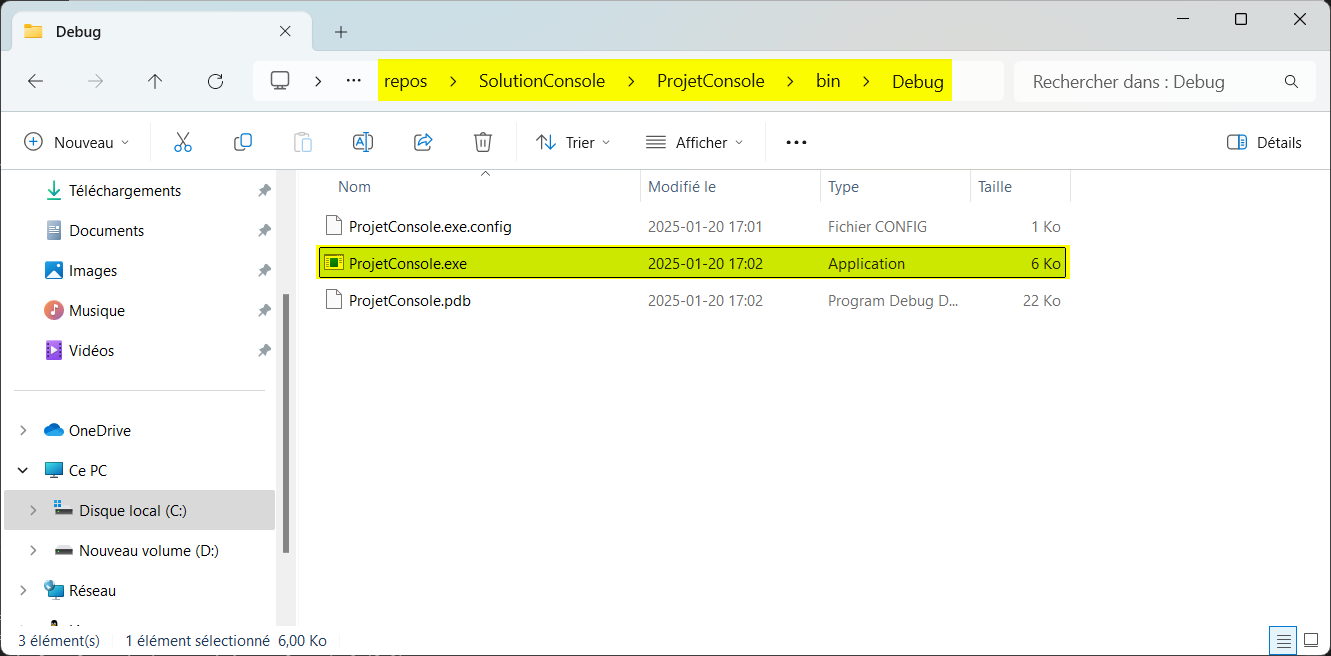 Debug
repos > SolutionConsole > ProjetConsole > bin > Debug
Rechercher dans : Debug
Nouveau
Trier
Afficher
Détails
Téléchargements
Documents
Images
Musique
Vidéos
OneDrive
Ce PC
Disque local (C:)
Nouveau volume (D:)
Réseau
Nom Modifié le Type Taille
ProjetConsole.exe.config 2025-01-20 17:01 Fichier CONFIG 1 Ko
ProjetConsole.exe 2025-01-20 17:02 Application 6 Ko
ProjetConsole.pdb 2025-01-20 17:02 Program Debug D... 22 Ko
3 élément(s) 1 élément sélectionné 6,00 Ko